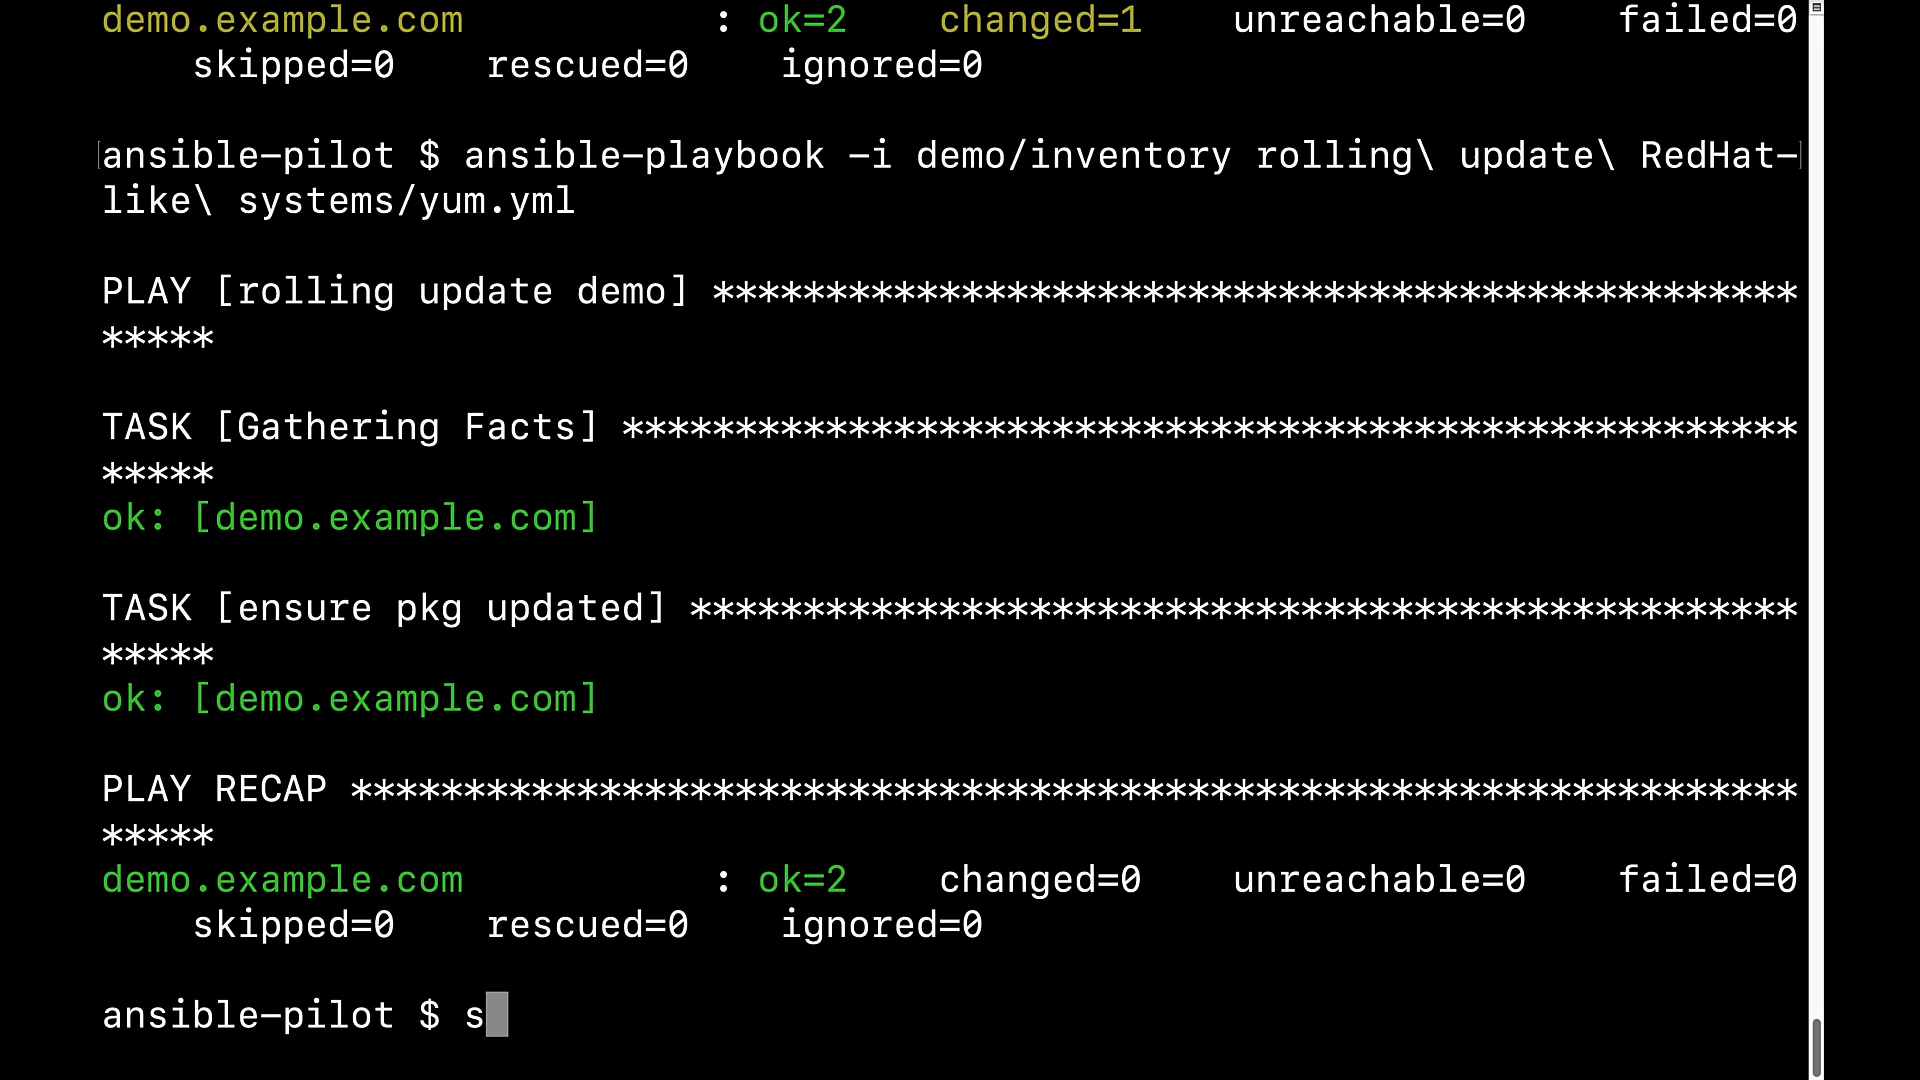 demo.example.com           : ok=2    changed=1    unreachable=0    failed=0
    skipped=0    rescued=0    ignored=0
ansible-pilot $ ansible-playbook -i demo/inventory rolling\ update\ RedHat-
like\ systems/yum.yml
PLAY [rolling update demo] ************************************************
*****
TASK [Gathering Facts] ****************************************************
*****
ok: [demo.example.com]
TASK [ensure pkg updated] *************************************************
*****
ok: [demo.example.com]
PLAY RECAP ****************************************************************
*****
demo.example.com           : ok=2    changed=0    unreachable=0    failed=0
    skipped=0    rescued=0    ignored=0
ansible-pilot $ s